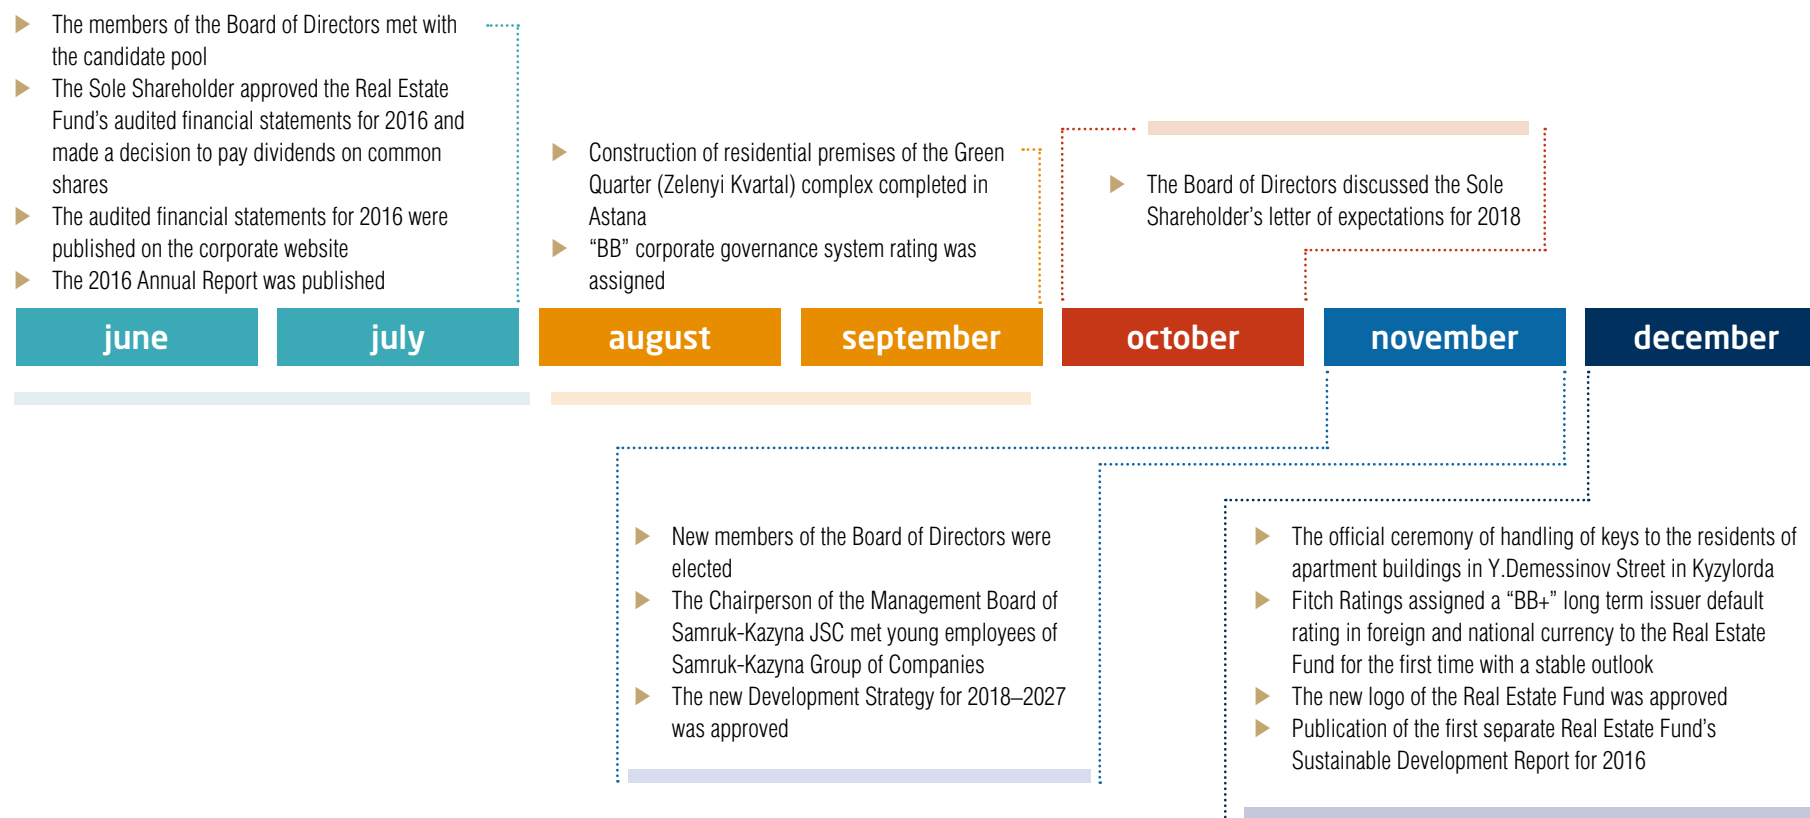 The members of the Board of Directors met with
the candidate pool
The Sole Shareholder approved the Real Estate
Fund’s audited financial statements for 2016 and
made a decision to pay dividends on common
shares
The audited financial statements for 2016 were
published on the corporate website
The 2016 Annual Report was published
Construction of residential premises of the Green
Quarter (Zelenyi Kvartal) complex completed in
Astana
“BB” corporate governance system rating was
assigned
The Board of Directors discussed the Sole
Shareholder’s letter of expectations for 2018
june
july
august
september
october
november
december
New members of the Board of Directors were
elected
The Chairperson of the Management Board of
Samruk-Kazyna JSC met young employees of
Samruk-Kazyna Group of Companies
The new Development Strategy for 2018–2027
was approved
The official ceremony of handling of keys to the residents of
apartment buildings in Y.Demessinov Street in Kyzylorda
Fitch Ratings assigned a “BB+” long term issuer default
rating in foreign and national currency to the Real Estate
Fund for the first time with a stable outlook
The new logo of the Real Estate Fund was approved
Publication of the first separate Real Estate Fund’s
Sustainable Development Report for 2016